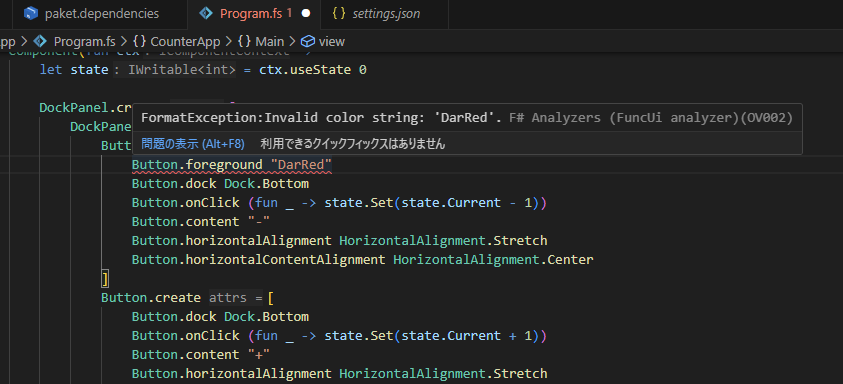 paket.dependencies
Program.fs 1
settings.json
pp > Program.fs > {} CounterApp > {} Main > view
Component(fun ctx : IComponentContext
let state : IWritable<int> = ctx.useState 0
DockPanel.cr
FormatException:Invalid color string: 'DarRed'. F# Analyzers (FuncUi analyzer)(OV002)
DockPane
問題の表示 (Alt+F8) 利用できるクイックフィックスはありません
But
Button.foreground "DarRed"
Button.dock Dock.Bottom
Button.onClick (fun _ -> state.Set(state.Current - 1))
Button.content "-"
Button.horizontalAlignment HorizontalAlignment.Stretch
Button.horizontalContentAlignment HorizontalAlignment.Center
]
Button.create attrs = [
Button.dock Dock.Bottom
Button.onClick (fun _ -> state.Set(state.Current + 1))
Button.content "+"
Button.horizontalAlignment HorizontalAlignment.Stretch